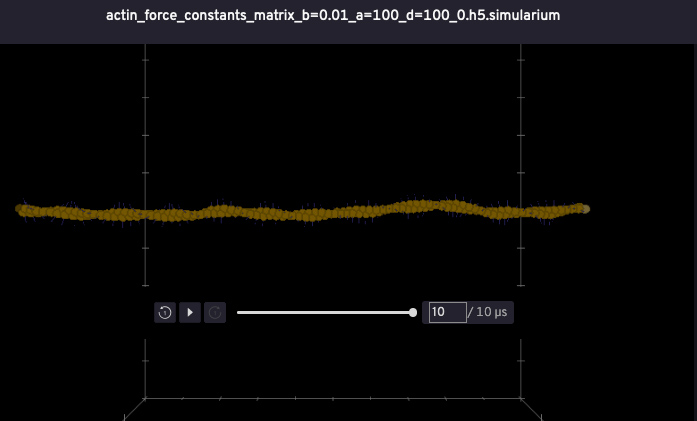 actin_force_constants_matrix_b=0.01_a=100_d=100_0.h5.simularium
10 / 10 µs